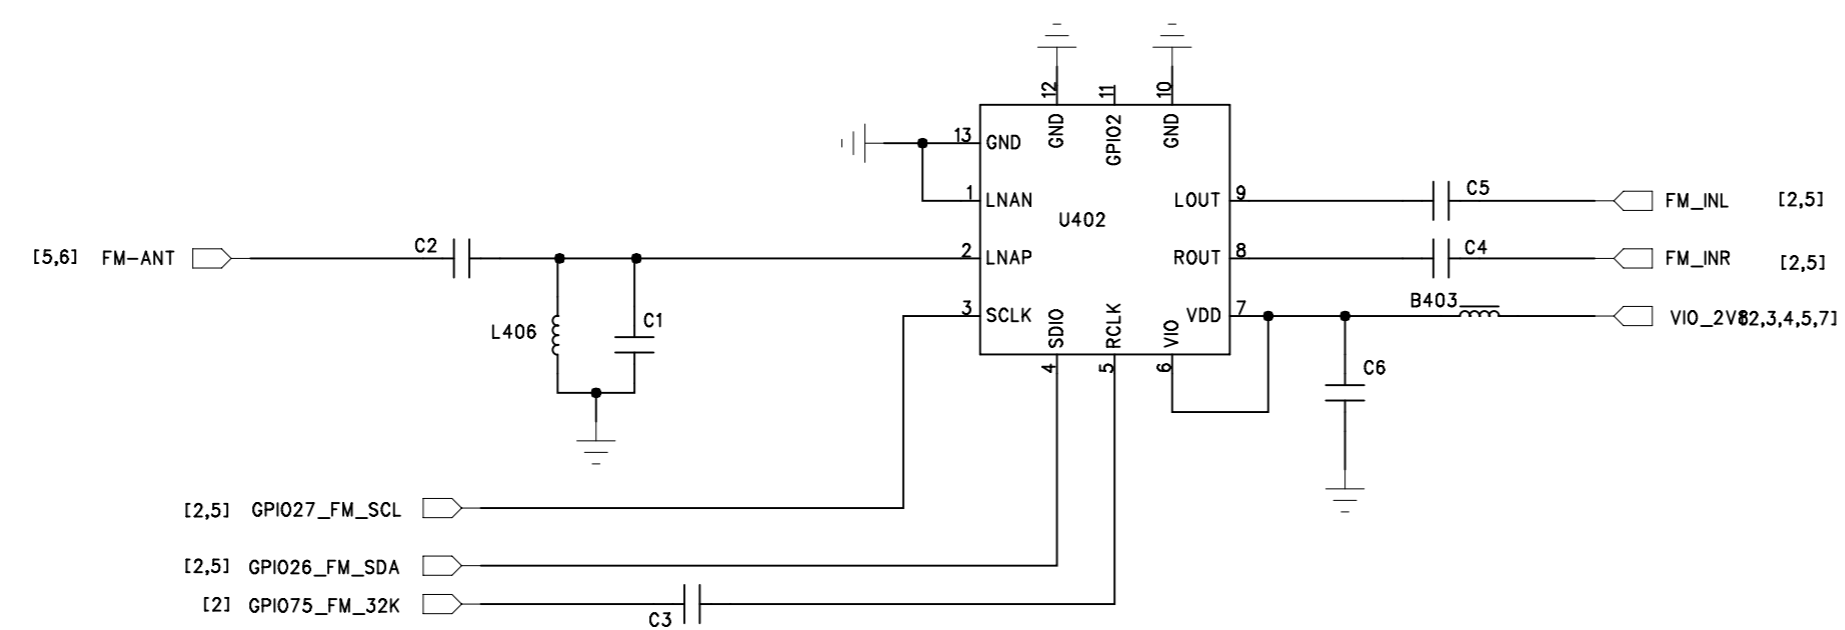 12 11 10
GND GPIO2 GND
13 GND
1 LNAN
LOUT 9 C5 FM_INL [2,5]
U402
[5,6] FM-ANT C2 2 LNAP
ROUT 8 C4 FM_INR [2,5]
3 SCLK SDIO RCLK VIO VDD 7 B403
L406 C1
VIO_2V8[2,3,4,5,7]
4 5 6
C6
[2,5] GPIO27_FM_SCL
[2,5] GPIO26_FM_SDA
[2] GPIO75_FM_32K
C3